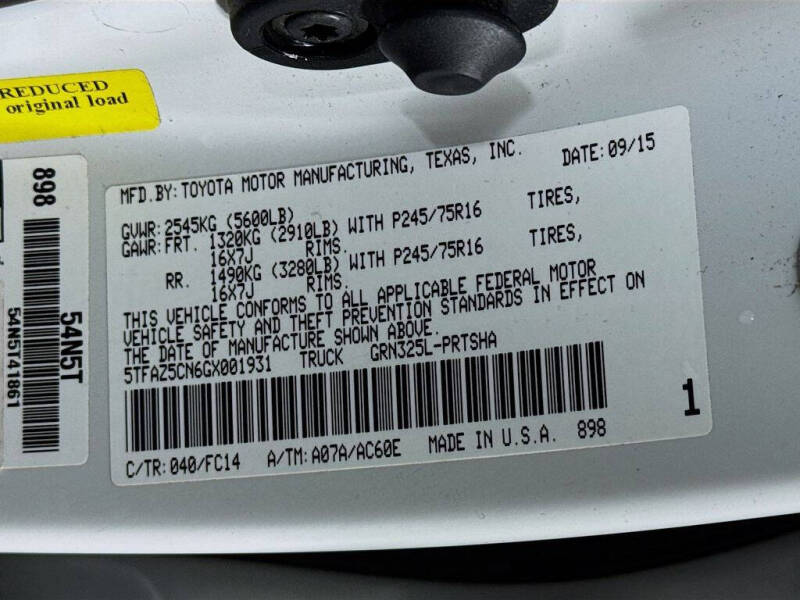 REDUCED
original load
898
54N5T
54N5T41861
MFD.BY:TOYOTA MOTOR MANUFACTURING, TEXAS, INC. DATE:09/15
GVWR:2545KG (5600LB)
GAWR:FRT. 1320KG (2910LB) WITH P245/75R16 TIRES,
16X7J RIMS.
RR. 1490KG (3280LB) WITH P245/75R16 TIRES,
16X7J RIMS.
THIS VEHICLE CONFORMS TO ALL APPLICABLE FEDERAL MOTOR
VEHICLE SAFETY AND THEFT PREVENTION STANDARDS IN EFFECT ON
THE DATE OF MANUFACTURE SHOWN ABOVE.
5TFAZ5CN6GX001931 TRUCK GRN325L-PRTSHA
1
C/TR:040/FC14 A/TM:A07A/AC60E MADE IN U.S.A. 898